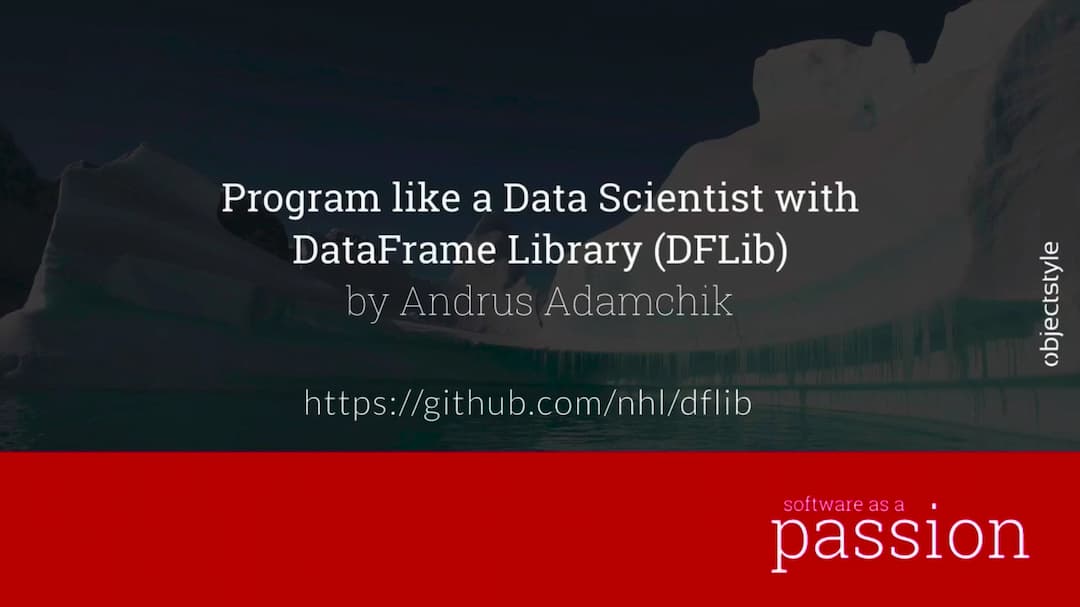 Program like a Data Scientist with
DataFrame Library (DFLib)
by Andrus Adamchik
https://github.com/nhl/dflib
objectstyle
software as a
passion